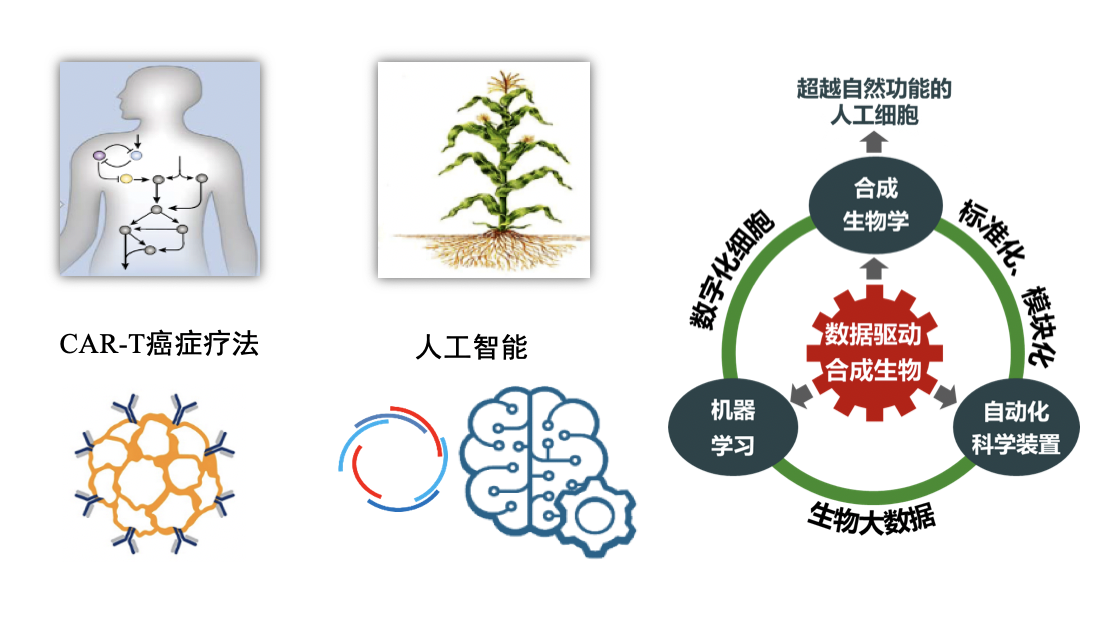 CAR-T癌症疗法
人工智能
超越自然功能的
人工细胞
合成
生物学
数字化细胞
标准化、模块化
数据驱动
合成生物
机器
学习
自动化
科学装置
生物大数据